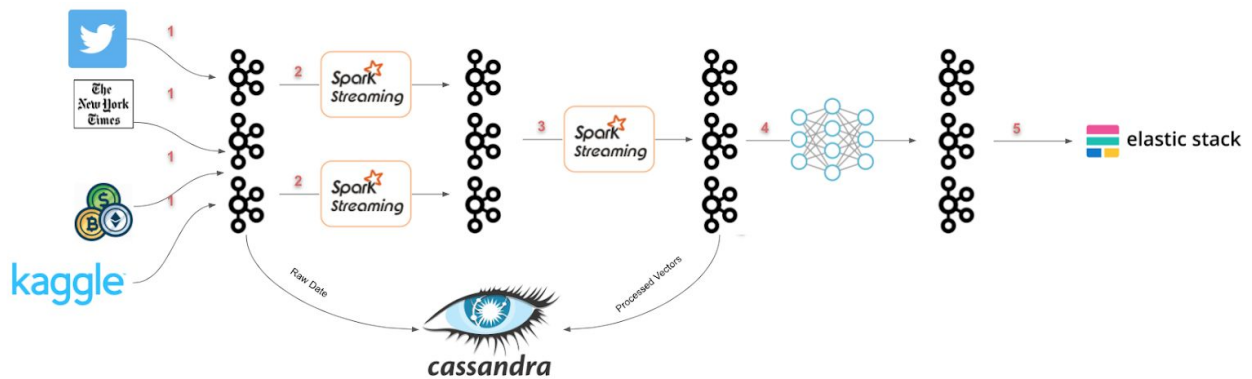 1
The
New York
Times
1
1
1
kaggle
2
Spark
Streaming
2
Spark
Streaming
3
Spark
Streaming
4
5
elastic stack
Raw Date
Processed Vectors
cassandra